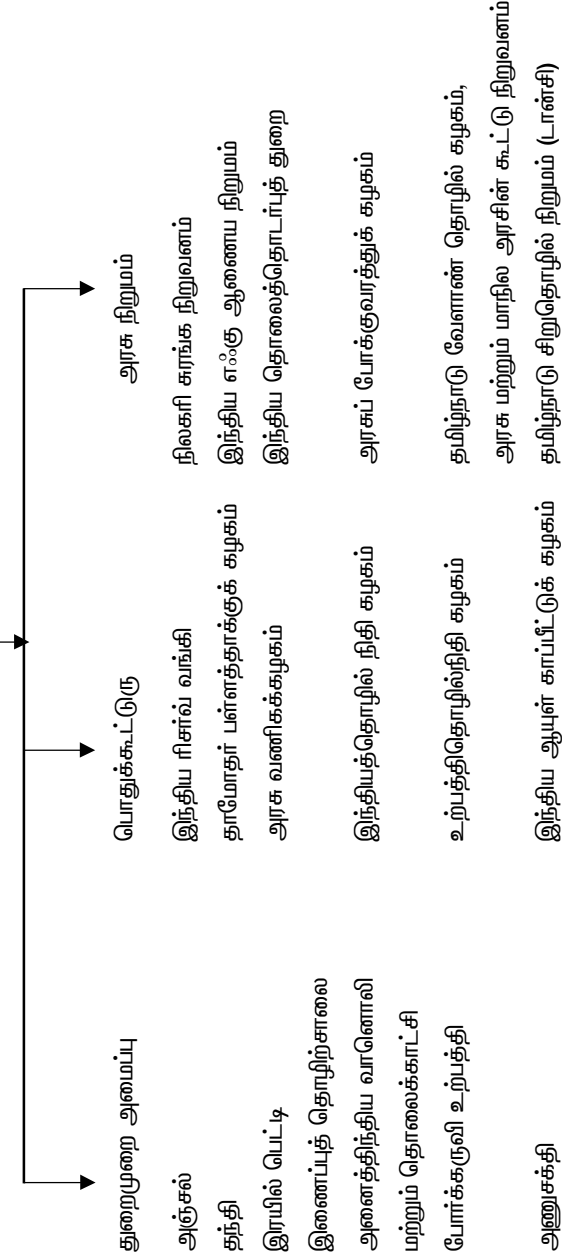 துறைமுறை அமைப்பு
அஞ்சல்
தந்தி
இரயில் பெட்டி
இணைப்புத் தொழிற்சாலை
அனைத்திந்திய வானொலி
மற்றும் தொலைக்காட்சி
போர்க்கருவி உற்பத்தி
அணுசக்தி
பொதுக்கூட்டுரு
இந்திய ரிசர்வ் வங்கி
தாமோதர் பள்ளத்தாக்குக் கழகம்
அரசு வணிகக்கழகம்
இந்தியத்தொழில் நிதி கழகம்
உற்பத்திதொழில்நிதி கழகம்
இந்திய ஆயுள் காப்பீட்டுக் கழகம்
அரசு நிறுமம்
நிலகரி சுரங்க நிறுவனம்
இந்திய எஃகு ஆணைய நிறுமம்
இந்திய தொலைத்தொடர்புத் துறை
அரசுப் போக்குவரத்துக் கழகம்
தமிழ்நாடு வேளாண் தொழில் கழகம்,
அரசு மற்றும் மாநில அரசின் கூட்டு நிறுவனம்
தமிழ்நாடு சிறுதொழில் நிறுமம் (டான்சி)